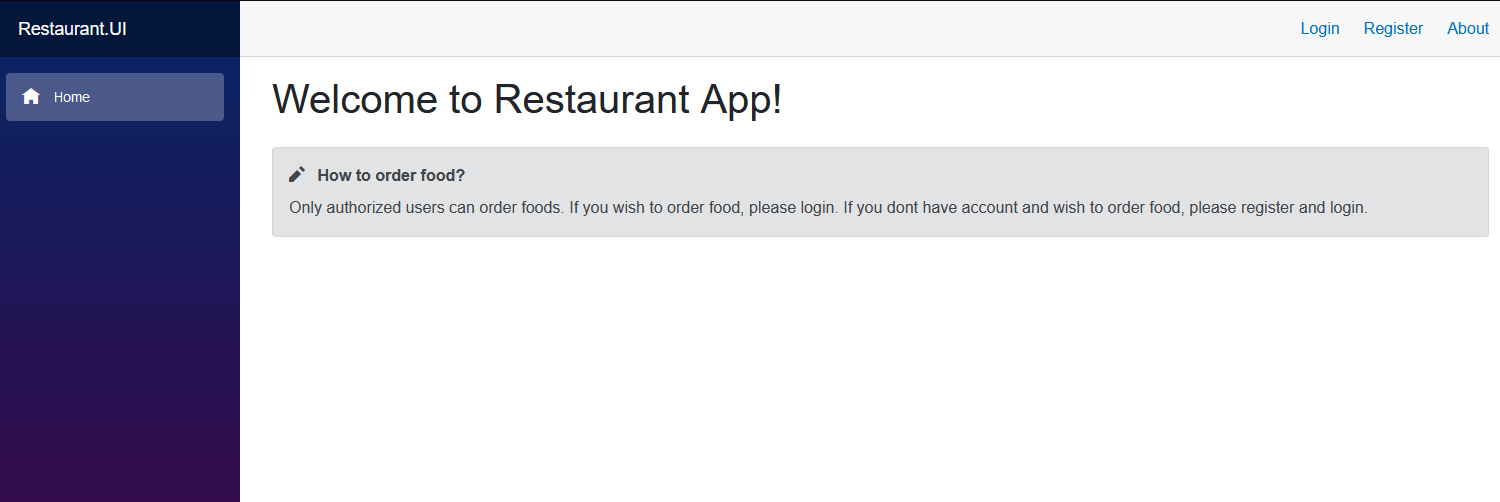 Restaurant.UI
Login Register About
Home
Welcome to Restaurant App!
How to order food?
Only authorized users can order foods. If you wish to order food, please login. If you dont have account and wish to order food, please register and login.